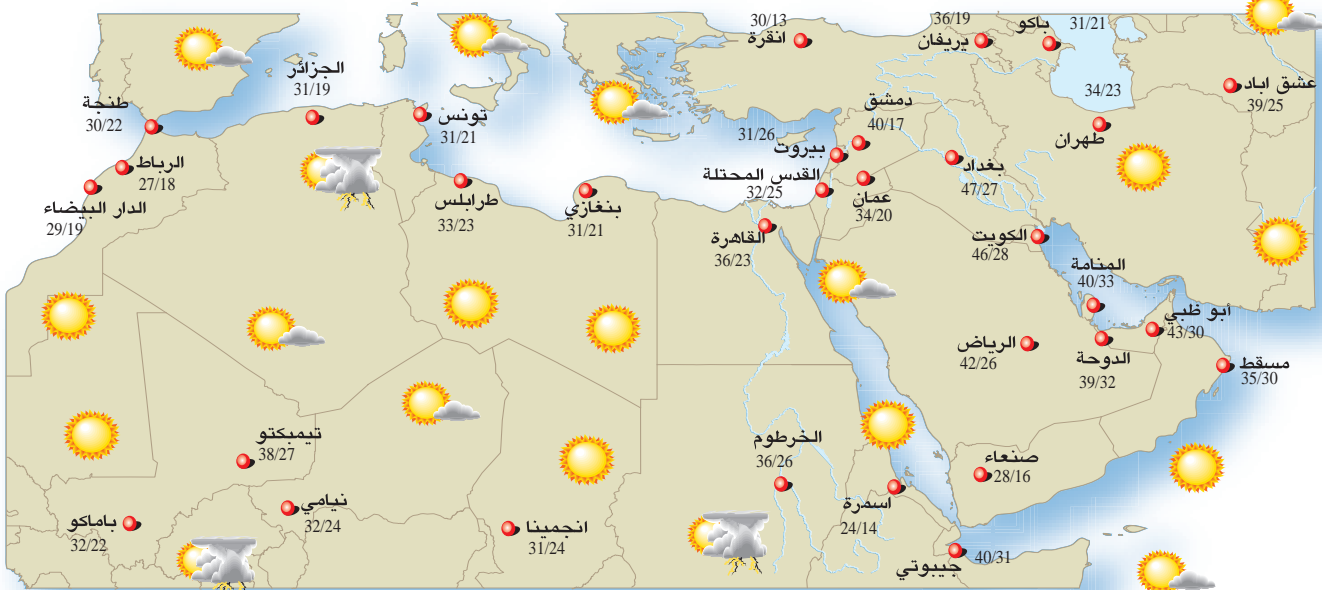 30/13
انقرة
36/19
يريفان
باكو
31/21
34/23
طهران
عشق اباد
39/25
الجزائر
31/19
طنجة
30/22
تونس
31/21
دمشق
40/17
31/26
بيروت
بغداد
47/27
الرباط
27/18
القدس المحتلة
32/25
عمان
34/20
الدار البيضاء
29/19
طرابلس
33/23
بنغازي
31/21
القاهرة
36/23
الكويت
46/28
المنامة
40/33
أبو ظبي
43/30
الرياض
42/26
الدوحة
39/32
مسقط
35/30
تيمبكتو
38/27
الخرطوم
36/26
صنعاء
28/16
نيامي
32/24
باماكو
32/22
انجمينا
31/24
اسمرة
24/14
40/31
جيبوتي